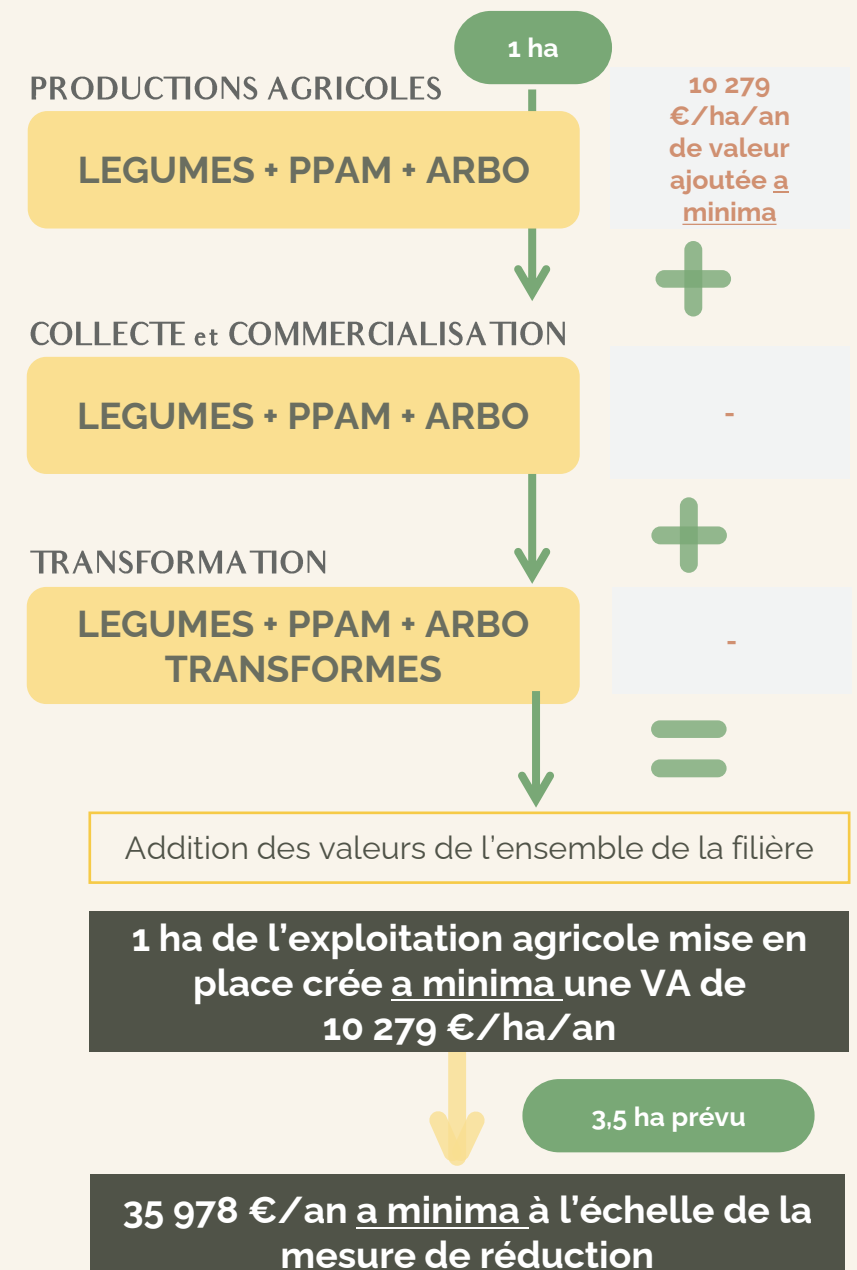 1 ha
PRODUCTIONS AGRICOLES
LEGUMES + PPAM + ARBO
10 279
€/ha/an
de valeur
ajoutée a
minima
+
COLLECTE et COMMERCIALISATION
LEGUMES + PPAM + ARBO
-
+
TRANSFORMATION
LEGUMES + PPAM + ARBO
TRANSFORMES
-
=
Addition des valeurs de l'ensemble de la filière
1 ha de l'exploitation agricole mise en
place crée a minima une VA de
10 279 €/ha/an
3,5 ha prévu
35 978 €/an a minima à l'échelle de la
mesure de réduction